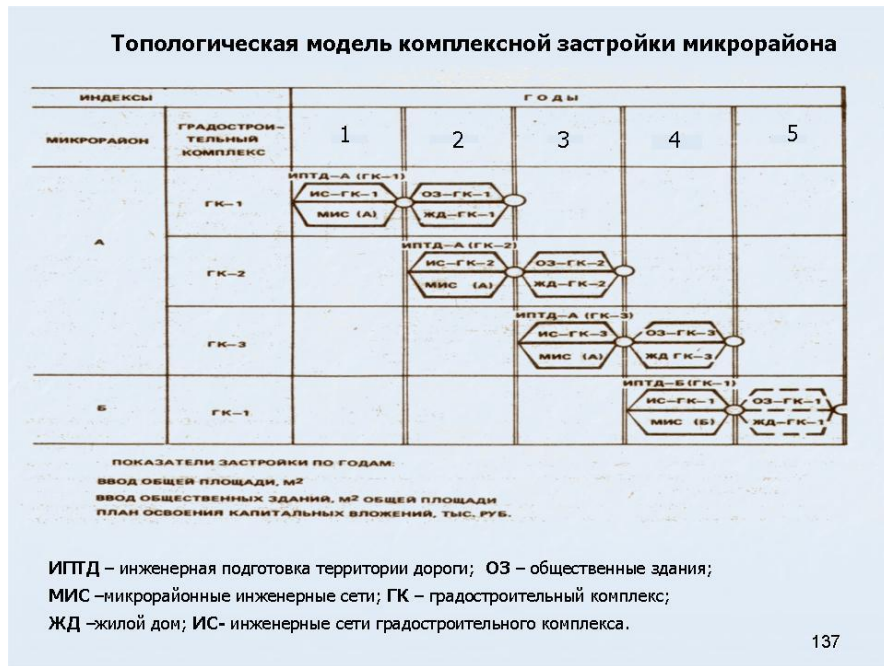 Топологическая модель комплексной застройки микрорайона
ИНДЕКСЫ
ГОДЫ
МИКРОРАЙОН
ГРАДОСТРОИ-
ТЕЛЬНЫЙ
КОМПЛЕКС
1
2
3
4
5
ИПТД-А (ГК-1)
ИС-ГК-1
ОЗ-ГК-1
ГК-1
МИС (А)
ЖД-ГК-1
А
ИПТД-А (ГК-2)
ИС-ГК-2
ОЗ-ГК-2
ГК-2
МИС (А)
ЖД-ГК-2
ИПТД-А (ГК-3)
ИС-ГК-3
ОЗ-ГК-3
ГК-3
МИС (А)
ЖД ГК-3
ИПТД-Б(ГК-1)
ИС-ГК-1
ОЗ-ГК-1
Б
ГК-1
МИС (Б)
ЖД-ГК-1
ПОКАЗАТЕЛИ ЗАСТРОЙКИ ПО ГОДАМ:
ВВОД ОБЩЕЙ ПЛОЩАДИ, М²
ВВОД ОБЩЕСТВЕННЫХ ЗДАНИЙ, М² ОБЩЕЙ ПЛОЩАДИ
ПЛАН ОСВОЕНИЯ КАПИТАЛЬНЫХ ВЛОЖЕНИЙ, ТЫС. РУБ.
ИПТД – инженерная подготовка территории дороги; ОЗ – общественные здания;
МИС –микрорайонные инженерные сети; ГК – градостроительный комплекс;
ЖД –жилой дом; ИС- инженерные сети градостроительного комплекса.
137